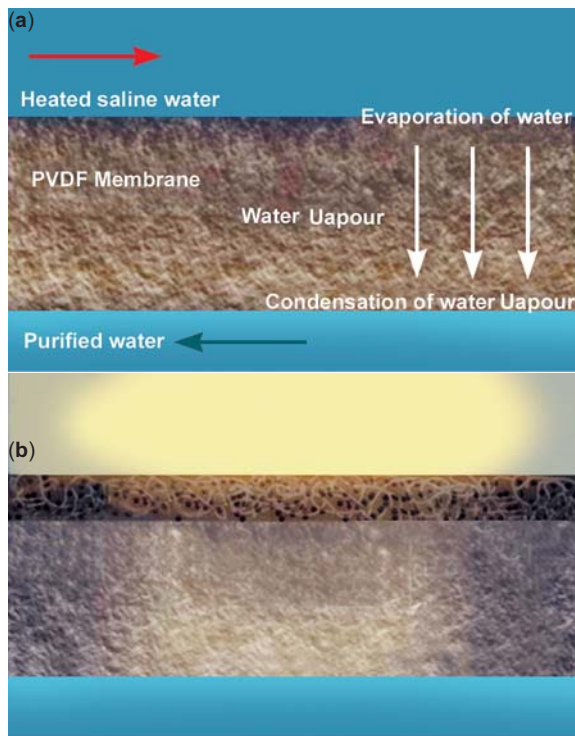 (a)
Heated saline water
Evaporation of water
PVDF Membrane
Water Uapour
Condensation of water Uapour
Purified water
(b)